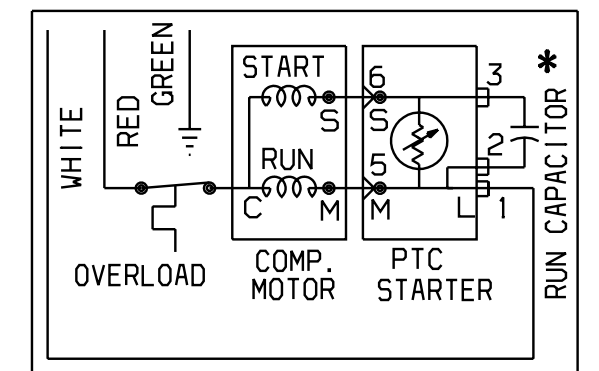 WHITE
RED
GREEN
START
S
RUN
C
M
6
S
5
M
3
2
L
1
*
RUN CAPACITOR
OVERLOAD
COMP.
MOTOR
PTC
STARTER